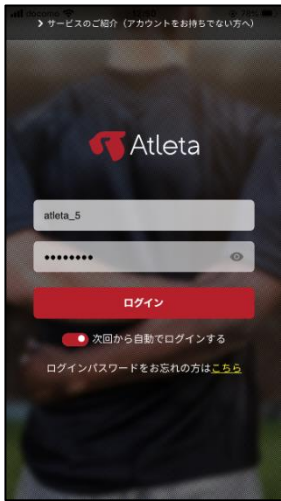 docomo
> サービスのご紹介（アカウントをお持ちでない方へ）
Atleta
atleta_5
••••••••
ログイン
次回から自動でログインする
ログインパスワードをお忘れの方はこちら